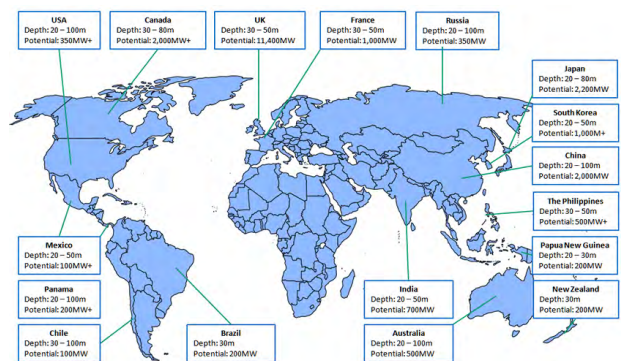 USA
Depth: 20 – 100m
Potential: 350MW+
Canada
Depth: 30 – 80m
Potential: 2,000MW+
UK
Depth: 30 – 50m
Potential: 11,400MW
France
Depth: 30 – 50m
Potential: 1,000MW
Russia
Depth: 20 – 100m
Potential: 350MW
Japan
Depth: 20 – 80m
Potential: 2,200MW
South Korea
Depth: 20 – 50m
Potential: 1,000M+
China
Depth: 20 – 100m
Potential: 2,000MW
The Philippines
Depth: 30 – 50m
Potential: 500MW+
Mexico
Depth: 20 – 50m
Potential: 100MW+
Papua New Guinea
Depth: 20 – 30m
Potential: 200MW
Panama
Depth: 20 – 100m
Potential: 200MW+
India
Depth: 20 – 50m
Potential: 700MW
New Zealand
Depth: 30m
Potential: 200MW
Chile
Depth: 30 – 100m
Potential: 100MW
Brazil
Depth: 30m
Potential: 200MW
Australia
Depth: 20 – 100m
Potential: 500MW